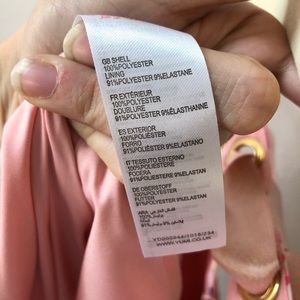 GB SHELL
100%POLYESTER
LINING
91%POLYESTER 9%ELASTANE
FR EXTÉRIEUR
100%POLYESTER
DOUBLURE
91%POLYESTER 9%ÉLASTHANNE
ES EXTERIOR
100%POLIÉSTER
FORRO
91%POLIÉSTER 9%ELASTANO
IT TESSUTO ESTERNO
100%POLIESTERE
FODERA
91%POLIESTERE 9%ELASTAN
DE OBERSTOFF
100%POLYESTER
FUTTER
91%POLYESTER 9%ELASTAN
WWW.YUMI.CO.UK